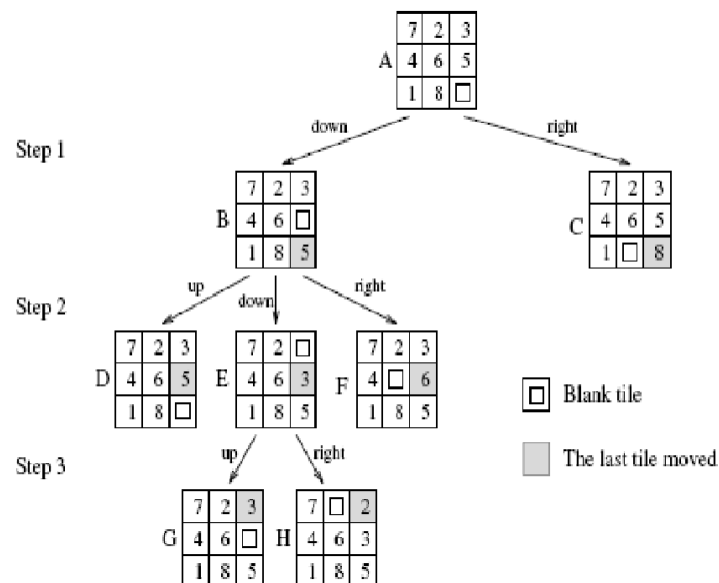 7 2 3
A 4 6 5
1 8
down right
Step 1
7 2 3 7 2 3
B 4 6 C 4 6 5
1 8 5 1 8
up down right
Step 2
7 2 3 7 2 7 2 3
D 4 6 5 E 4 6 3 F 4 6
1 8 1 8 5 1 8 5
Blank tile
up right
The last tile moved
Step 3
7 2 3 7 2
G 4 6 H 4 6 3
1 8 5 1 8 5